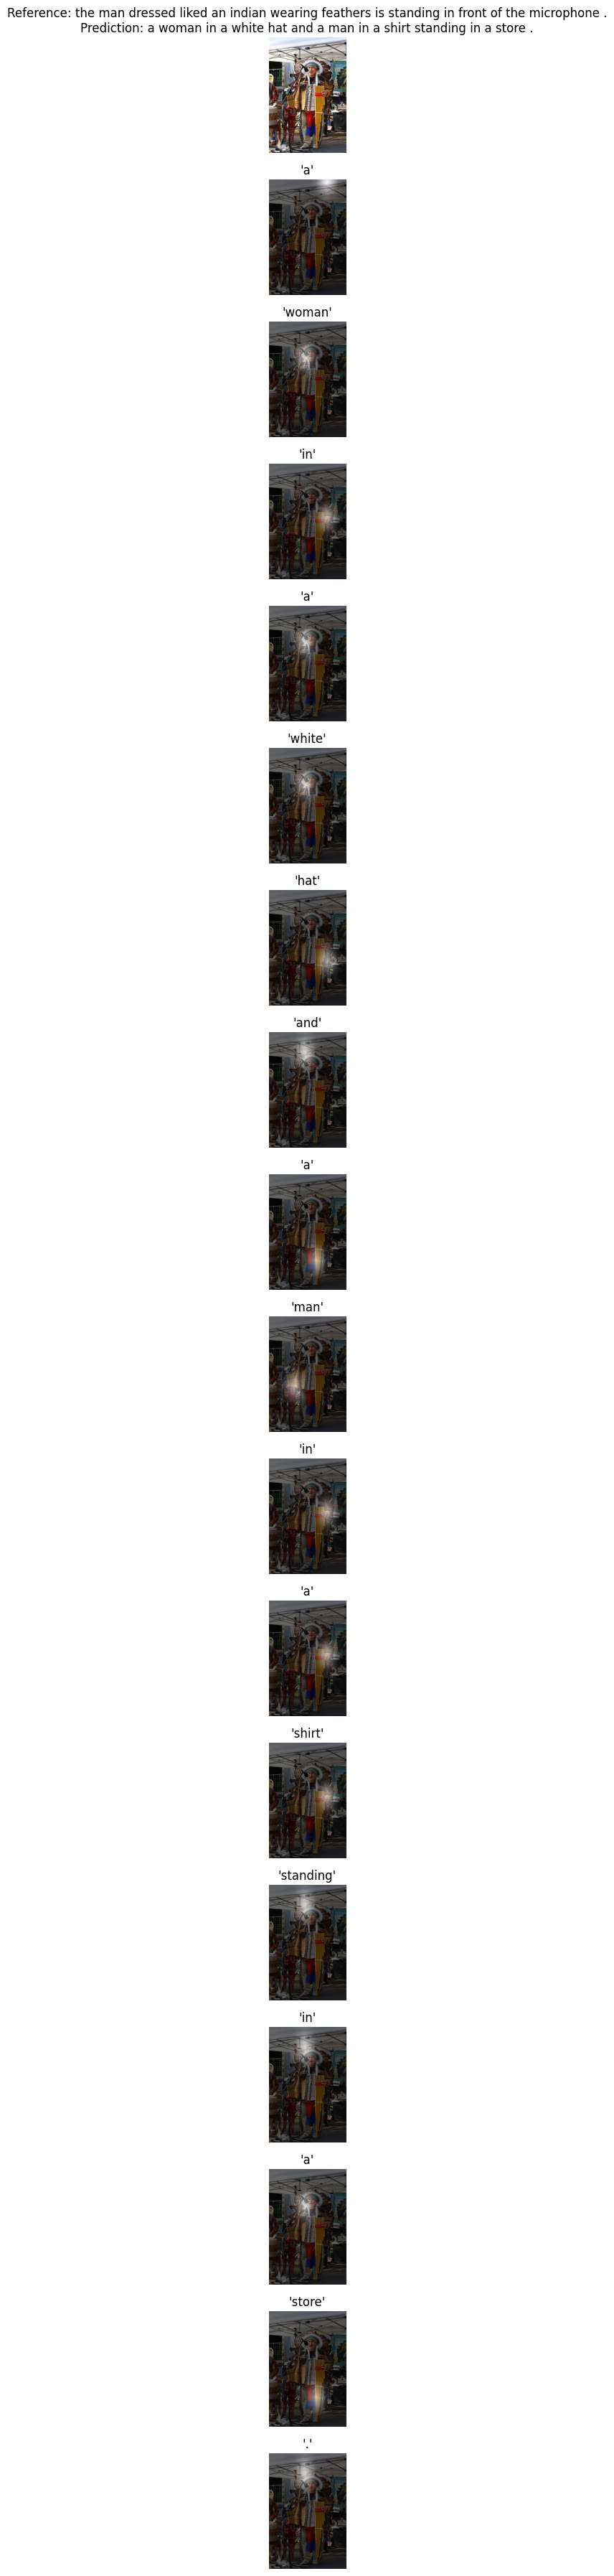 Reference: the man dressed liked an indian wearing feathers is standing in front of the microphone .
Prediction: a woman in a white hat and a man in a shirt standing in a store .
'a'
'woman'
'in'
'a'
'white'
'hat'
'and'
'a'
'man'
'in'
'a'
'shirt'
'standing'
'in'
'a'
'store'
'.'